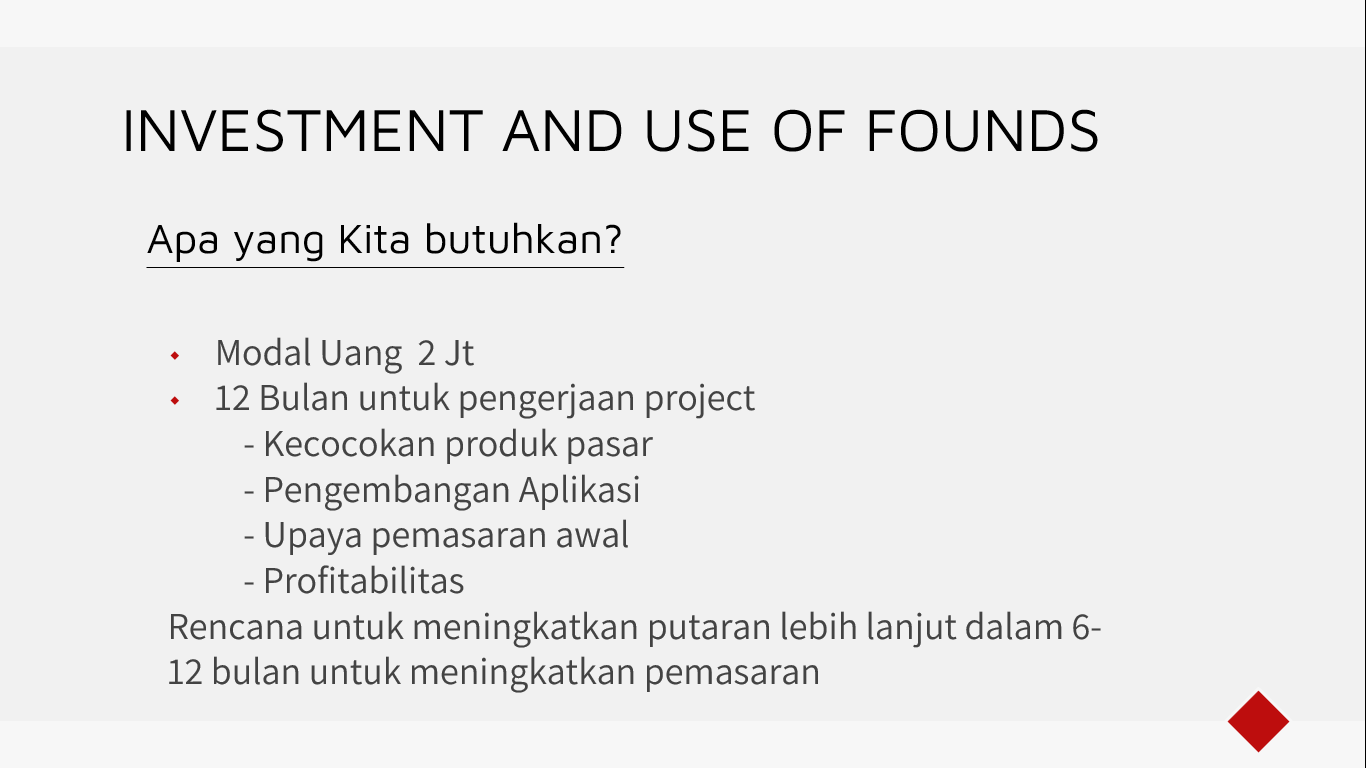 INVESTMENT AND USE OF FOUNDS
Apa yang Kita butuhkan?
Modal Uang  2 Jt
12 Bulan untuk pengerjaan project
- Kecocokan produk pasar
- Pengembangan Aplikasi
- Upaya pemasaran awal
- Profitabilitas
Rencana untuk meningkatkan putaran lebih lanjut dalam 6-
12 bulan untuk meningkatkan pemasaran